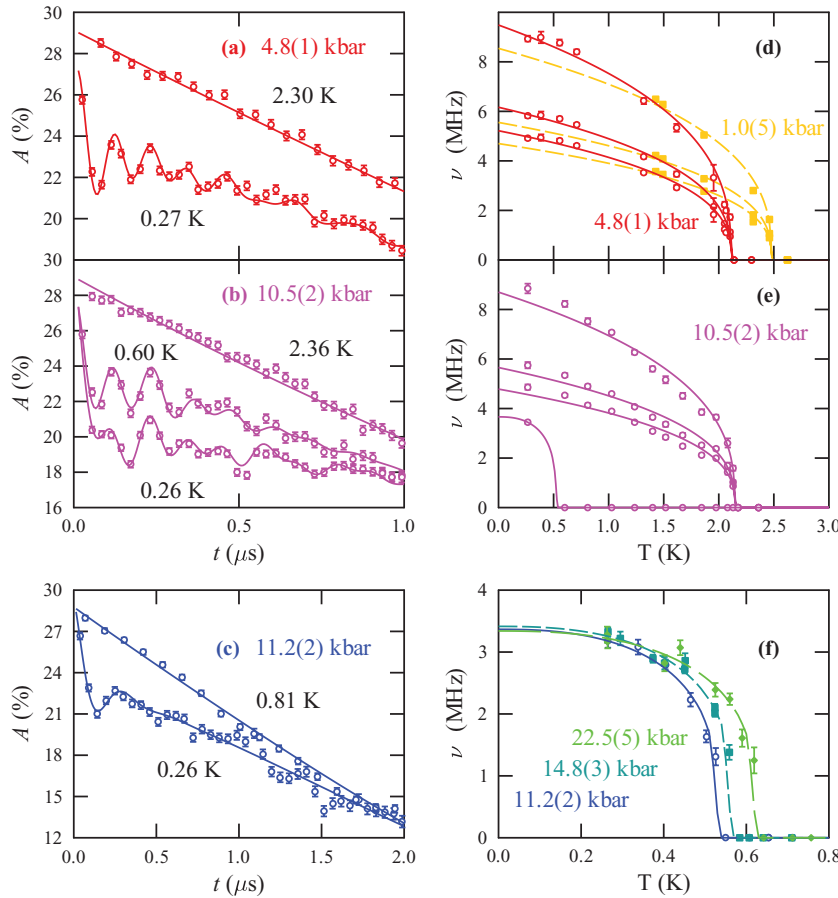 30
28
26
24
22
20
30
A (%)
(a) 4.8(1) kbar
2.30 K
0.27 K
28
26
24
22
20
18
16
A (%)
(b) 10.5(2) kbar
0.60 K
2.36 K
0.26 K
0.0 0.5 1.0
t (μs)
8
6
4
2
0
ν (MHz)
(d)
1.0(5) kbar
4.8(1) kbar
8
6
4
2
0
ν (MHz)
(e)
10.5(2) kbar
0.0 0.5 1.0 1.5 2.0 2.5 3.0
T (K)
30
27
24
21
18
15
12
A (%)
(c) 11.2(2) kbar
0.81 K
0.26 K
0.0 0.5 1.0 1.5 2.0
t (μs)
4
3
2
1
0
ν (MHz)
(f)
22.5(5) kbar
14.8(3) kbar
11.2(2) kbar
0.0 0.2 0.4 0.6 0.8
T (K)